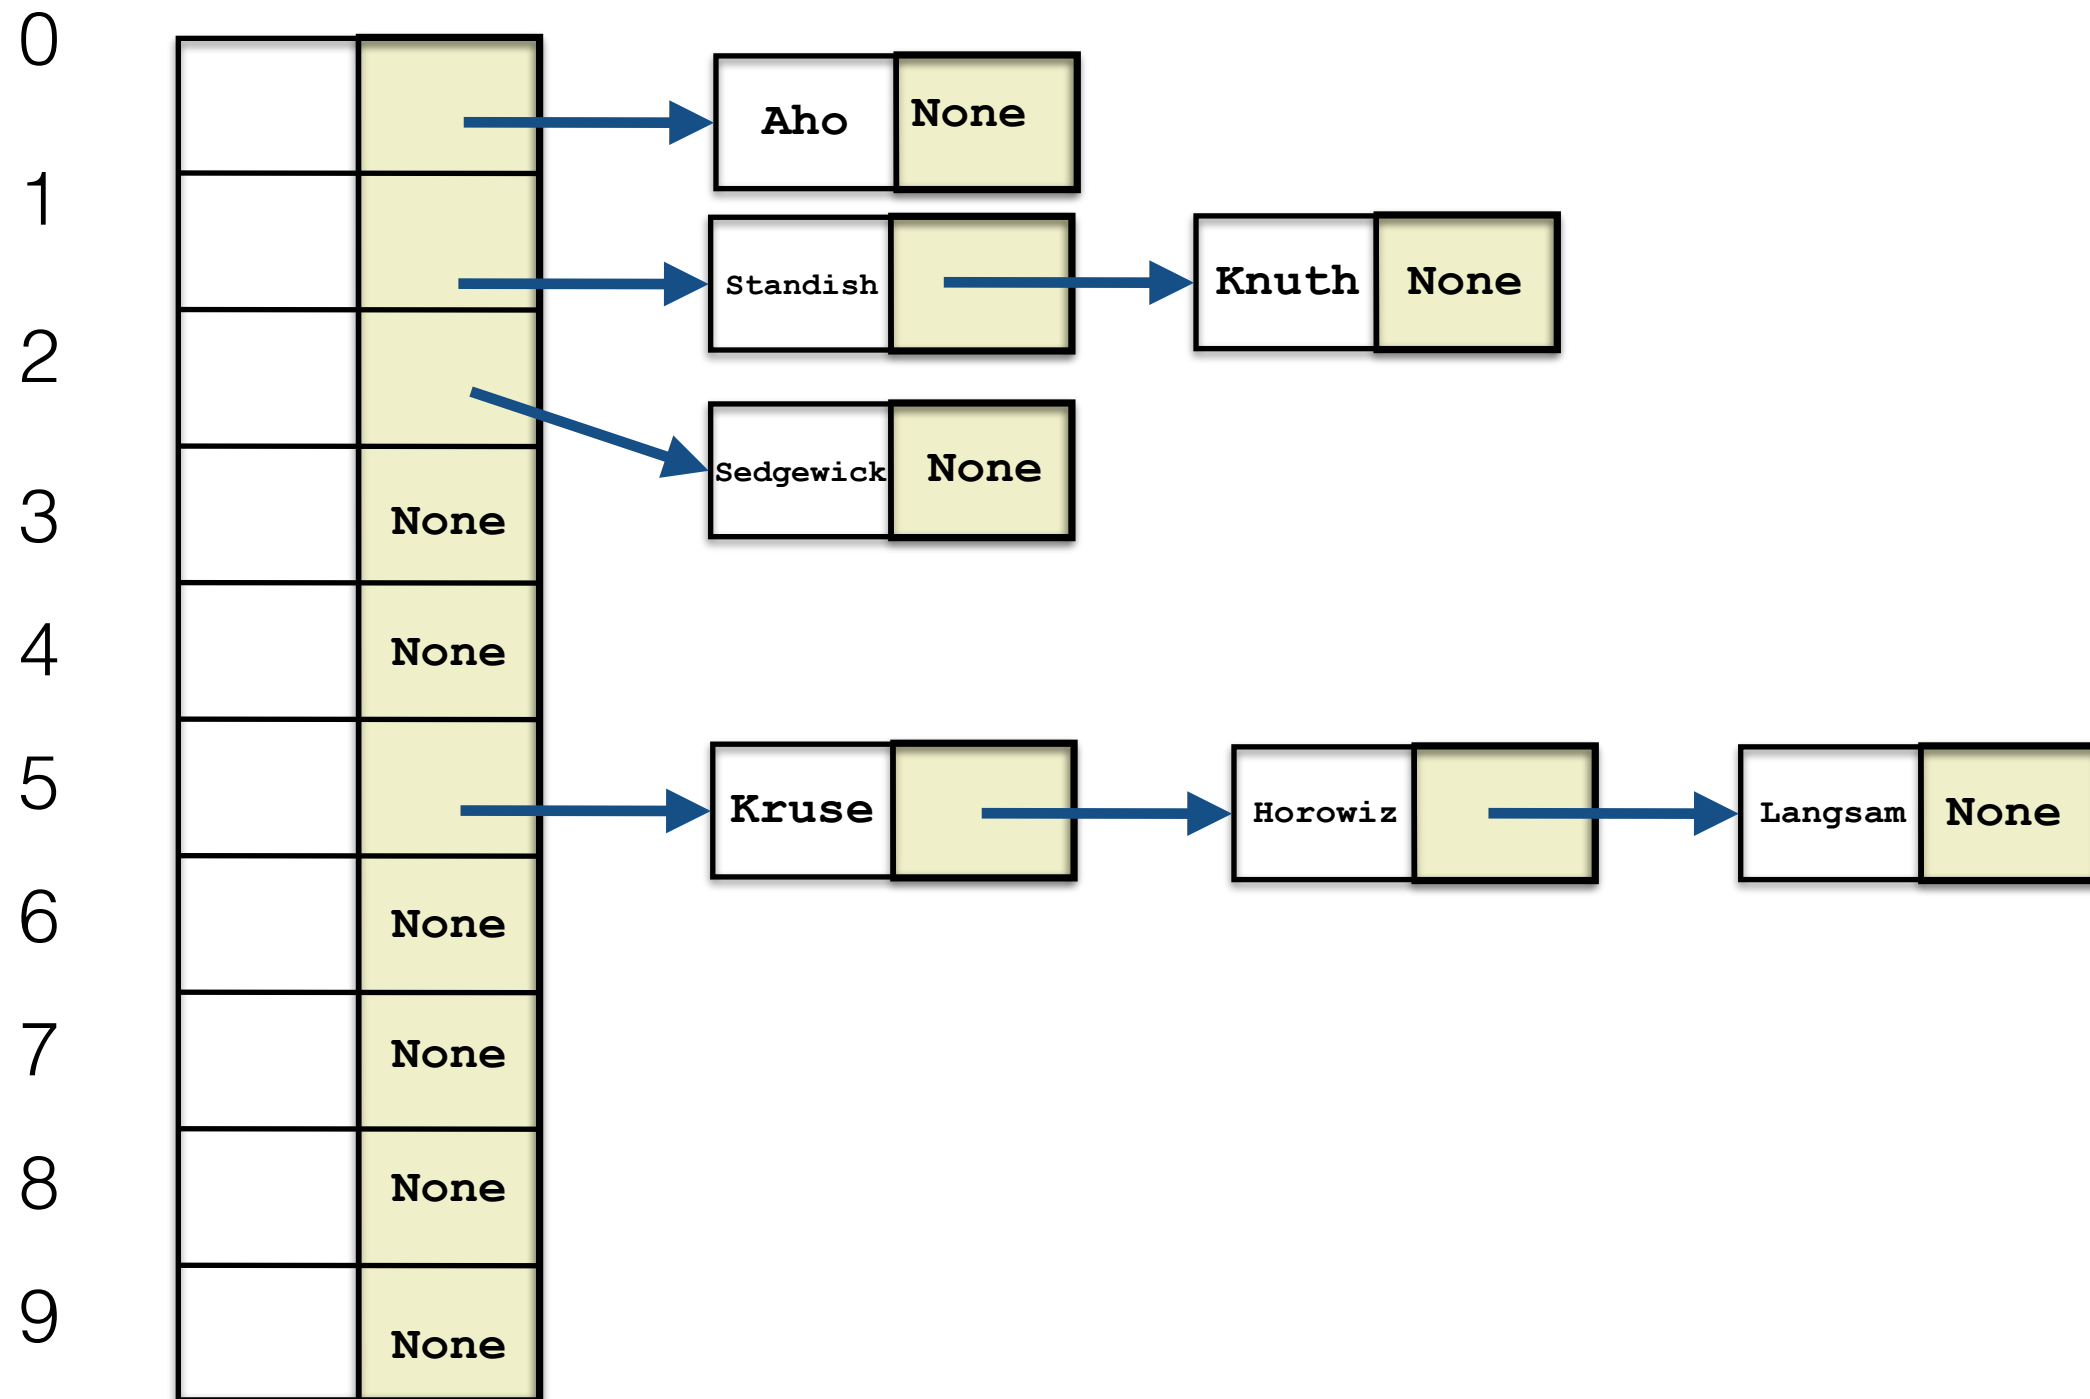 0
Aho None
1
Standish Knuth None
2
Sedgewick None
3 None
4 None
5 Kruse Horowiz Langsam None
6 None
7 None
8 None
9 None